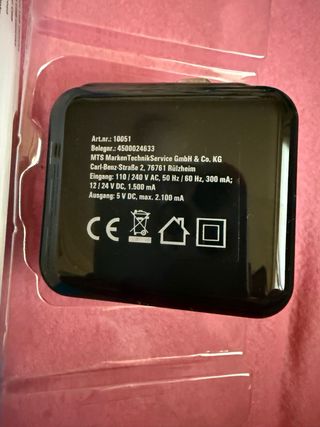 Art.nr.: 10051
Belegnr.: 4500024633
MTS MarkenTechnikService GmbH & Co. KG
Carl-Benz-Straße 2, 76761 Rülzheim
Eingang: 110 / 240 V AC, 50 Hz / 60 Hz, 300 mA;
12 / 24 V DC, 1.500 mA
Ausgang: 5 V DC, max. 2.100 mA
CE